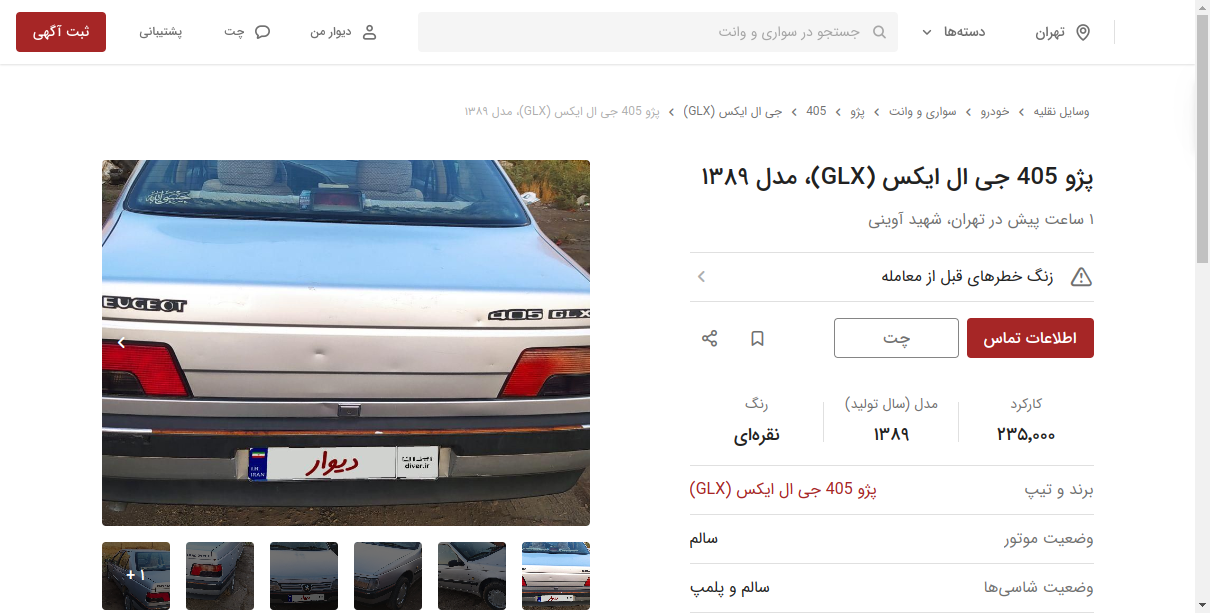 تهران
دسته‌ها
جستجو در سواری و وانت
دیوار من
چت
پشتیبانی
ثبت آگهی
وسایل نقلیه › خودرو › سواری و وانت › پژو › 405 › جی ال ایکس (GLX) › پژو 405 جی ال ایکس (GLX)، مدل ۱۳۸۹
پژو 405 جی ال ایکس (GLX)، مدل ۱۳۸۹
۱ ساعت پیش در تهران، شهید آوینی
زنگ خطرهای قبل از معامله
اطلاعات تماس
چت
کارکرد
۲۳۵٬۰۰۰
مدل (سال تولید)
۱۳۸۹
رنگ
نقره‌ای
برند و تیپ
پژو 405 جی ال ایکس (GLX)
وضعیت موتور
سالم
وضعیت شاسی‌ها
سالم و پلمپ
EUGEOT
405 GLX
I.R.
IRAN
دیوار
diver.ir
+ ۱